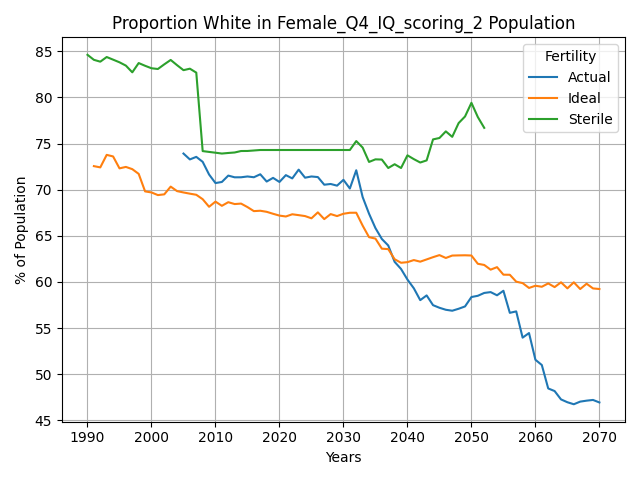 Proportion White in Female_Q4_IQ_scoring_2 Population
% of Population
85
80
75
70
65
60
55
50
45
Fertility
Actual
Ideal
Sterile
1990 2000 2010 2020 2030 2040 2050 2060 2070
Years